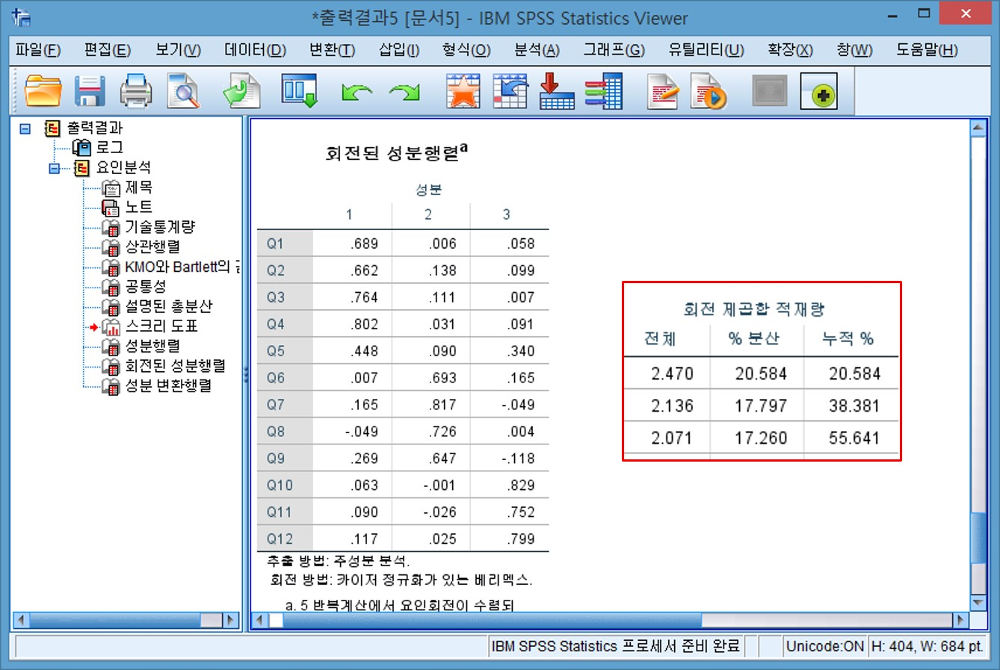 *출력결과5 [문서5] - IBM SPSS Statistics Viewer
파일(F) 편집(E) 보기(V) 데이터(D) 변환(T) 삽입(I) 형식(O) 분석(A) 그래프(G) 유틸리티(U) 확장(X) 창(W) 도움말(H)
출력결과
로그
요인분석
제목
노트
기술통계량
상관행렬
KMO와 Bartlett의
공통성
설명된 총분산
스크리 도표
성분행렬
회전된 성분행렬
성분 변환행렬
회전된 성분행렬a
성분
1 2 3
Q1 .689 .006 .058
Q2 .662 .138 .099
Q3 .764 .111 .007
Q4 .802 .031 .091
Q5 .448 .090 .340
Q6 .007 .693 .165
Q7 .165 .817 -.049
Q8 -.049 .726 .004
Q9 .269 .647 -.118
Q10 .063 -.001 .829
Q11 .090 -.026 .752
Q12 .117 .025 .799
추출 방법: 주성분 분석.
회전 방법: 카이저 정규화가 있는 베리멕스.
a. 5 반복계산에서 요인회전이 수렴되
회전 제곱합 적재량
전체 % 분산 누적 %
2.470 20.584 20.584
2.136 17.797 38.381
2.071 17.260 55.641
IBM SPSS Statistics 프로세서 준비 완료 Unicode:ON H: 404, W: 684 pt.